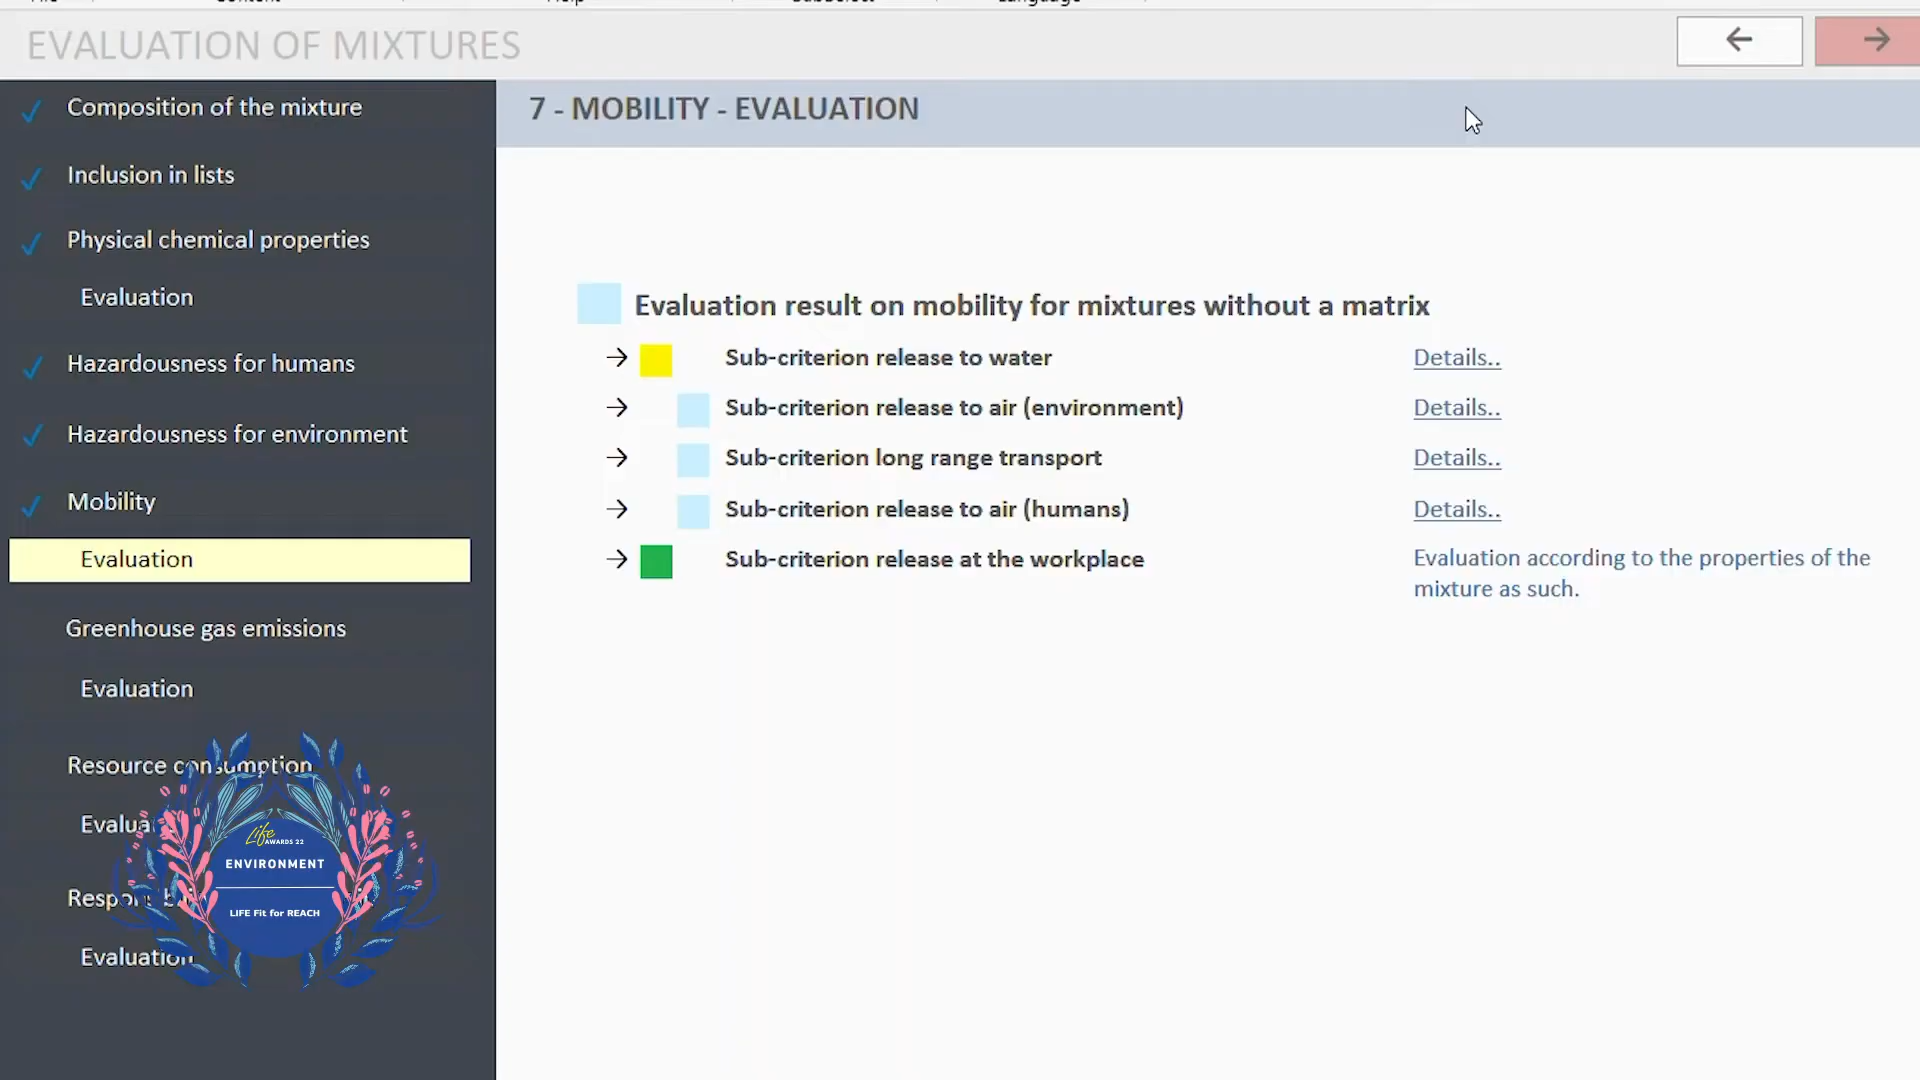 EVALUATION OF MIXTURES
Composition of the mixture
Inclusion in lists
Physical chemical properties
Evaluation
Hazardousness for humans
Hazardousness for environment
Mobility
Evaluation
Greenhouse gas emissions
Evaluation
Resource consumption
Evaluation
7 - MOBILITY - EVALUATION
Evaluation result on mobility for mixtures without a matrix
Sub-criterion release to water Details..
Sub-criterion release to air (environment) Details..
Sub-criterion long range transport Details..
Sub-criterion release to air (humans) Details..
Sub-criterion release at the workplace Evaluation according to the properties of the
mixture as such.
Life
AWARDS 22
ENVIRONMENT
LIFE Fit for REACH